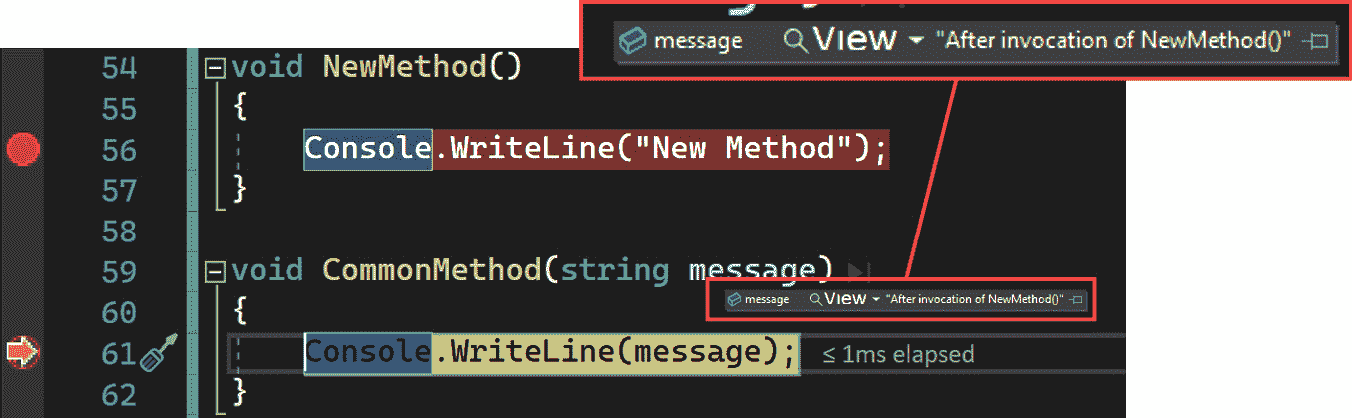 message View "After invocation of NewMethod()"
54 void NewMethod()
55 {
56 Console.WriteLine("New Method");
57 }
58
59 void CommonMethod(string message)
60 {
message View "After invocation of NewMethod()"
61 Console.WriteLine(message); ≤ 1ms elapsed
62 }